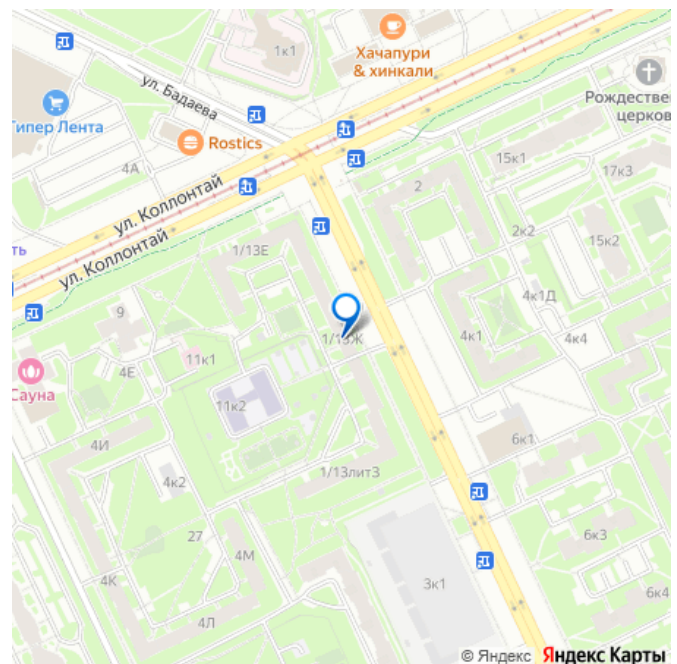 1к1
Хачапури
& хинкали
ул. Бадаева
Гипер Лента
Rostics
Рождестве
церков
4А
15к1
17к3
2
ул. Коллонтай
ул. Коллонтай
ть
1/13Е
2к2
15к2
4к1Д
9
1/13Ж
4к1
4к4
11к1
4Е
Сауна
11к2
4И
6к1
1/13лит3
4к2
27
6к3
4М
4К
3к1
6к4
4Л
© Яндекс Яндекс Карты